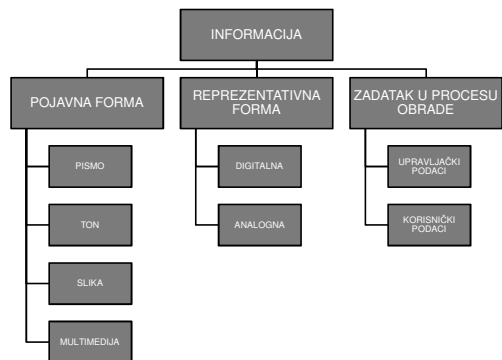 INFORMACIJA
POJAVNA FORMA
REPREZENTATIVNA
FORMA
ZADATAK U PROCESU
OBRADE
PISMO
TON
SLIKA
MULTIMEDIJA
DIGITALNA
ANALOGNA
UPRAVLJAČKI
PODACI
KORISNIČKI
PODACI